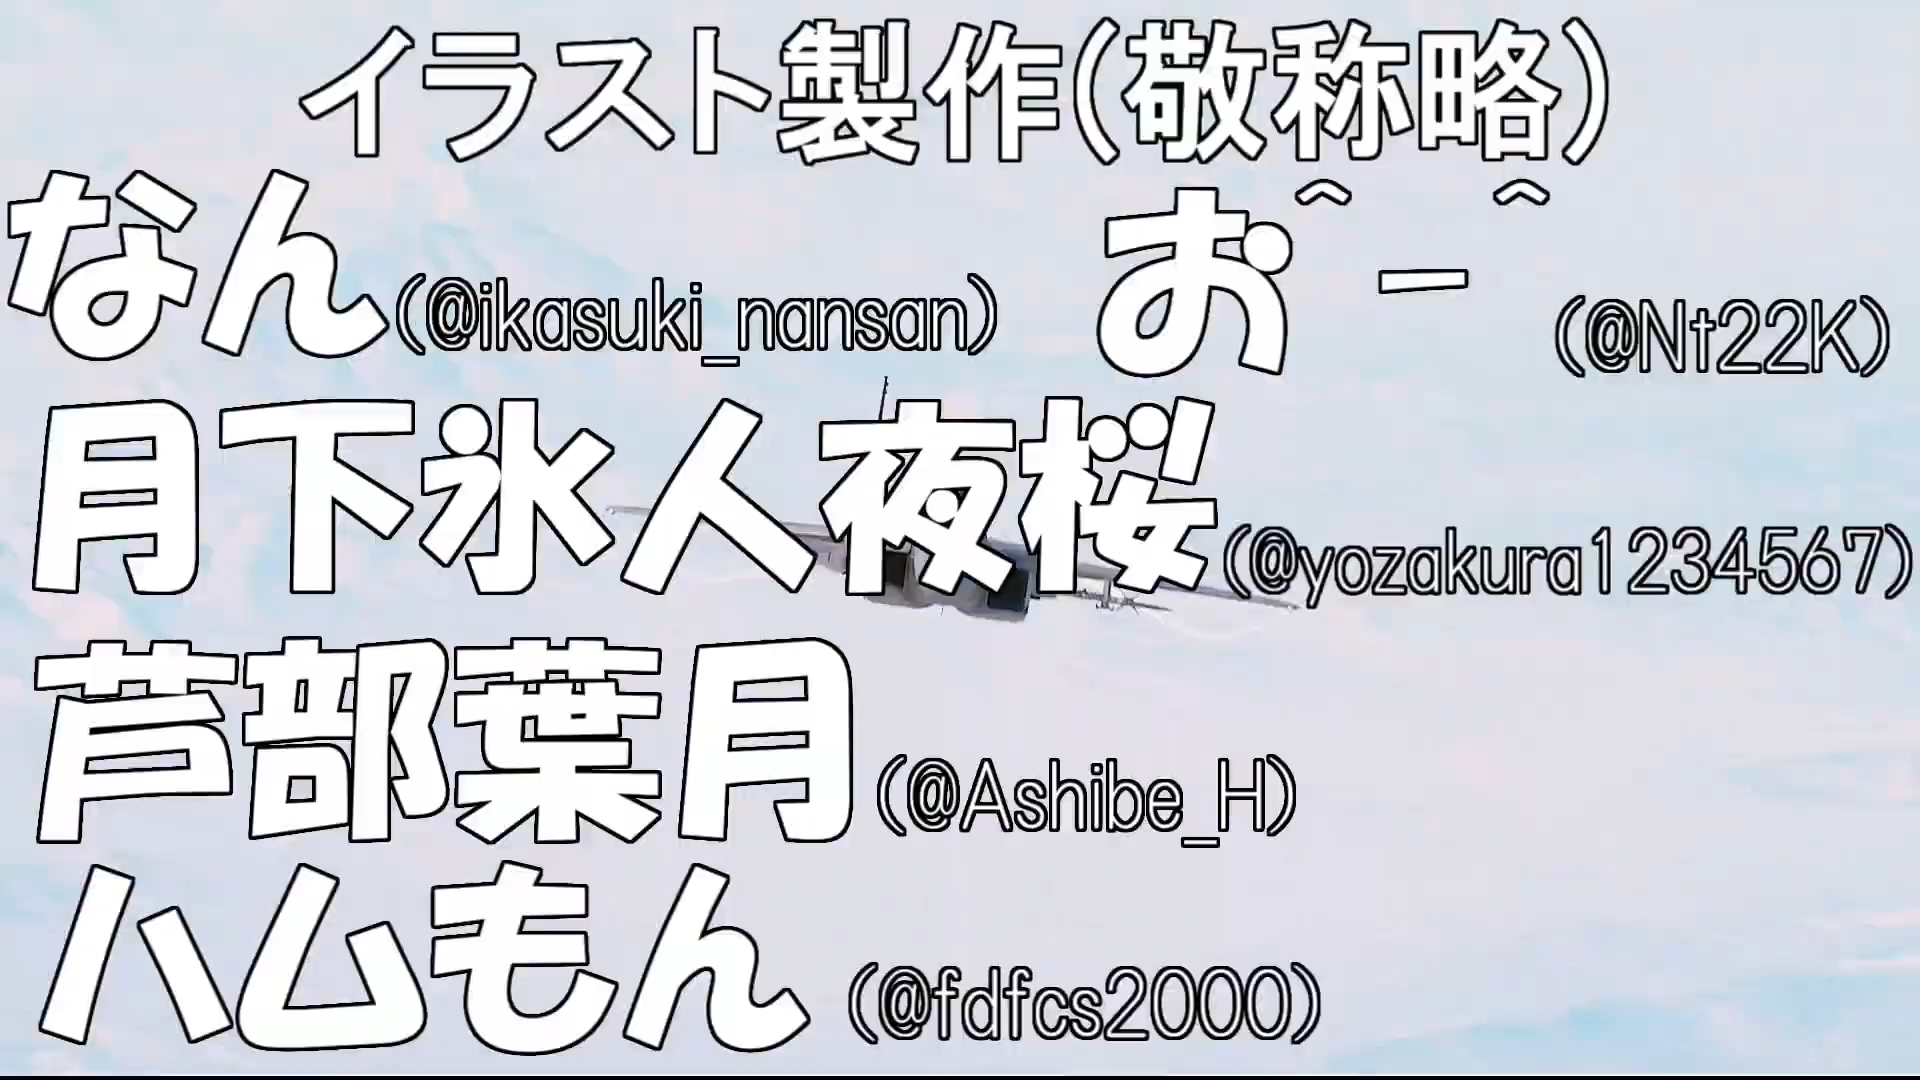 イラスト製作(敬称略)
なん(@ikasuki_nansan) お＾－＾(@Nt22K)
月下氷人夜桜(@yozakura1234567)
芦部葉月(@Ashibe_H)
ハムもん(@fdfcs2000)